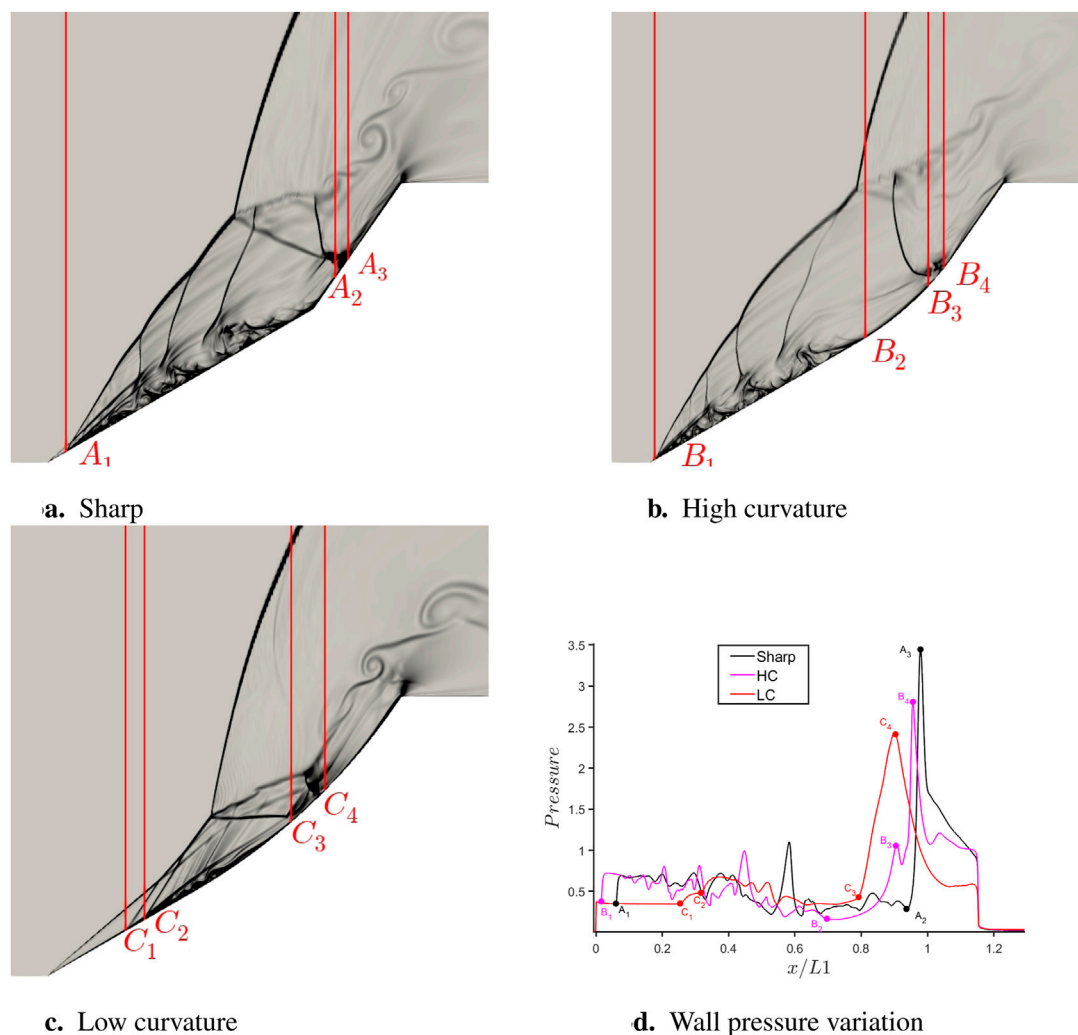 A₁
A₂
A₃
B₁
B₂
B₃
B₄
a. Sharp
b. High curvature
C₁
C₂
C₃
C₄
c. Low curvature
Pressure
3.5
3
2.5
2
1.5
1
0.5
Sharp
HC
LC
A₃
B₄
C₄
B₃
C₃
C₂
C₁
B₁
A₁
B₂
A₂
0
0.2
0.4
0.6
0.8
1
1.2
x/L1
d. Wall pressure variation